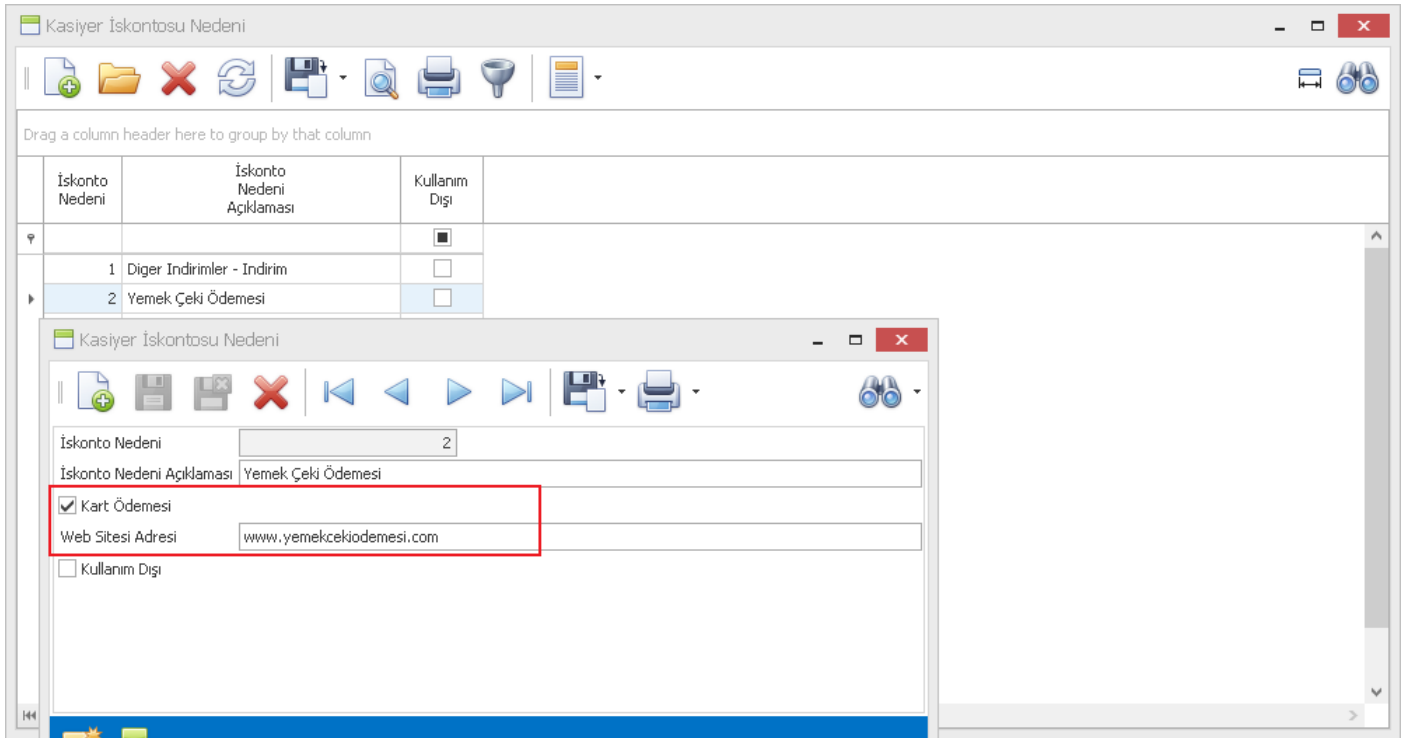 Kasiyer İskontosu Nedeni
Drag a column header here to group by that column
İskonto Nedeni
İskonto Nedeni Açıklaması
Kullanım Dışı
1 Diger Indirimler - Indirim
2 Yemek Çeki Ödemesi
Kasiyer İskontosu Nedeni
İskonto Nedeni 2
İskonto Nedeni Açıklaması Yemek Çeki Ödemesi
Kart Ödemesi
Web Sitesi Adresi www.yemekcekiodemesi.com
Kullanım Dışı